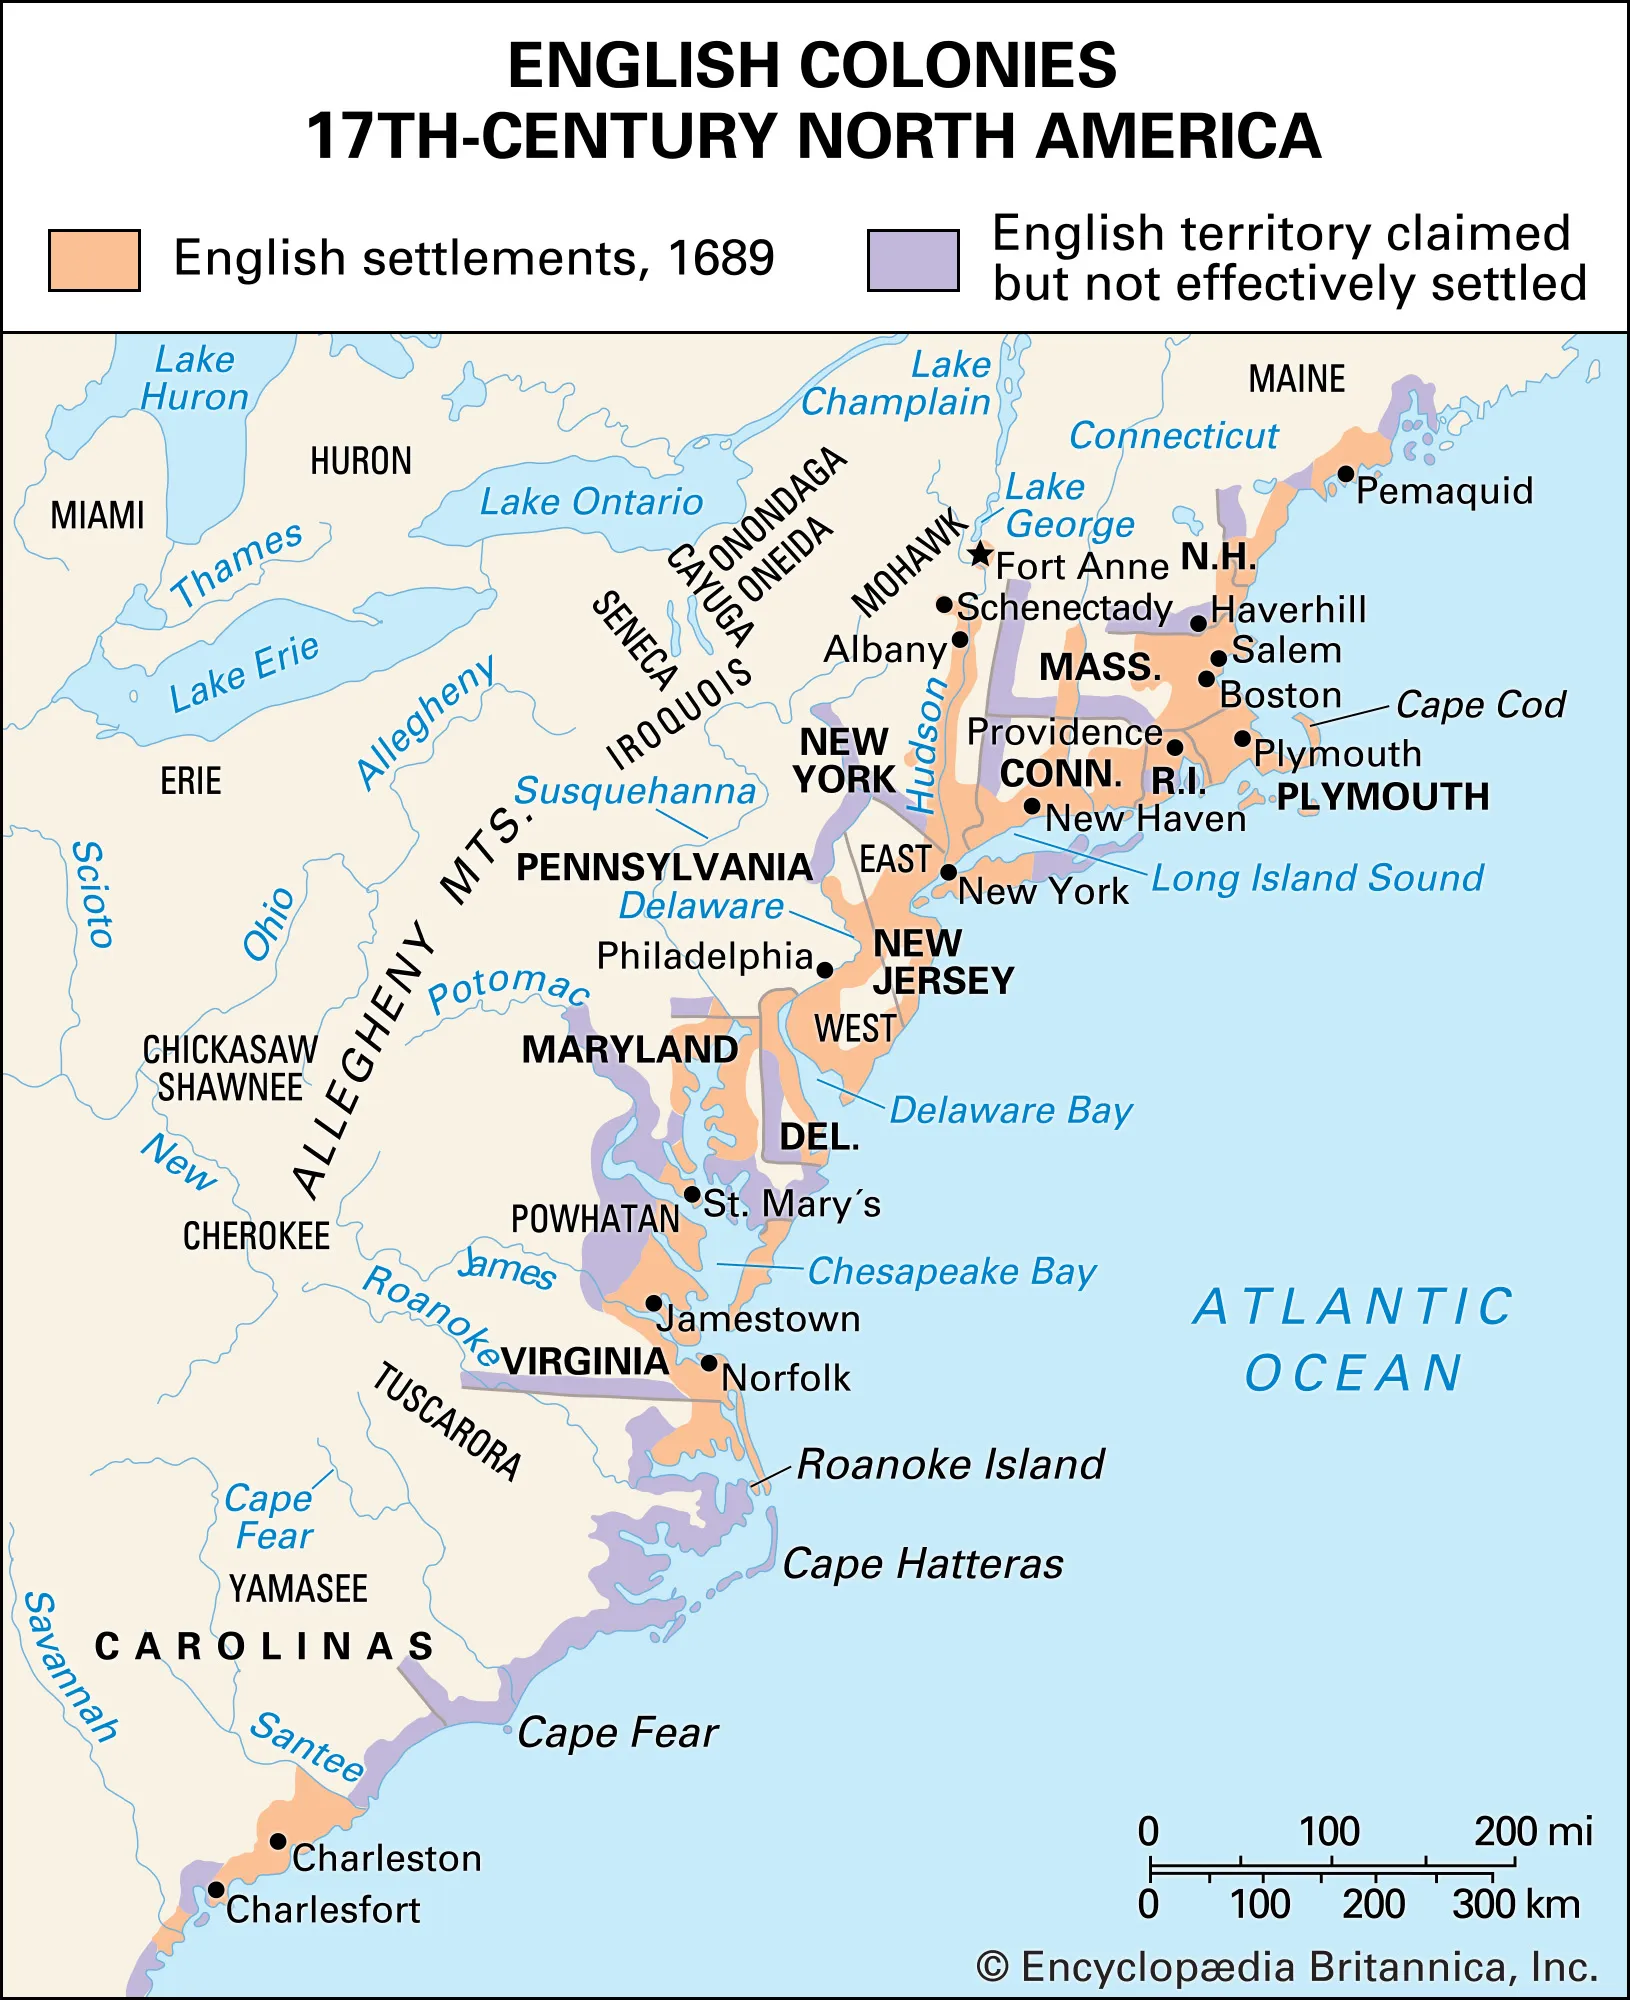 ENGLISH COLONIES
17TH-CENTURY NORTH AMERICA
English settlements, 1689
English territory claimed
but not effectively settled
Lake
Huron
Lake
Champlain
MAINE
Connecticut
HURON
MIAMI
Lake Ontario
ONONDAGA
Lake
George
Pemaquid
Thames
CAYUGA
ONEIDA
MOHAWK
Fort Anne
N.H.
SENECA
Schenectady
Haverhill
Lake Erie
Albany
MASS.
Salem
Boston
Allegheny
IROQUOIS
Hudson
Cape Cod
NEW
YORK
Providence
Plymouth
ERIE
CONN.
R.I.
PLYMOUTH
Susquehanna
New Haven
Scioto
ALLEGHENY MTS.
PENNSYLVANIA
EAST
New York
Long Island Sound
Ohio
Delaware
Philadelphia
NEW
JERSEY
Potomac
WEST
CHICKASAW
SHAWNEE
MARYLAND
Delaware Bay
DEL.
New
St. Mary´s
POWHATAN
CHEROKEE
James
Chesapeake Bay
Roanoke
Jamestown
ATLANTIC
OCEAN
VIRGINIA
Norfolk
TUSCARORA
Roanoke Island
Cape
Fear
Cape Hatteras
YAMASEE
Savannah
CAROLINAS
Santee
Cape Fear
Charleston
Charlesfort
0 100 200 mi
0 100 200 300 km
© Encyclopædia Britannica, Inc.